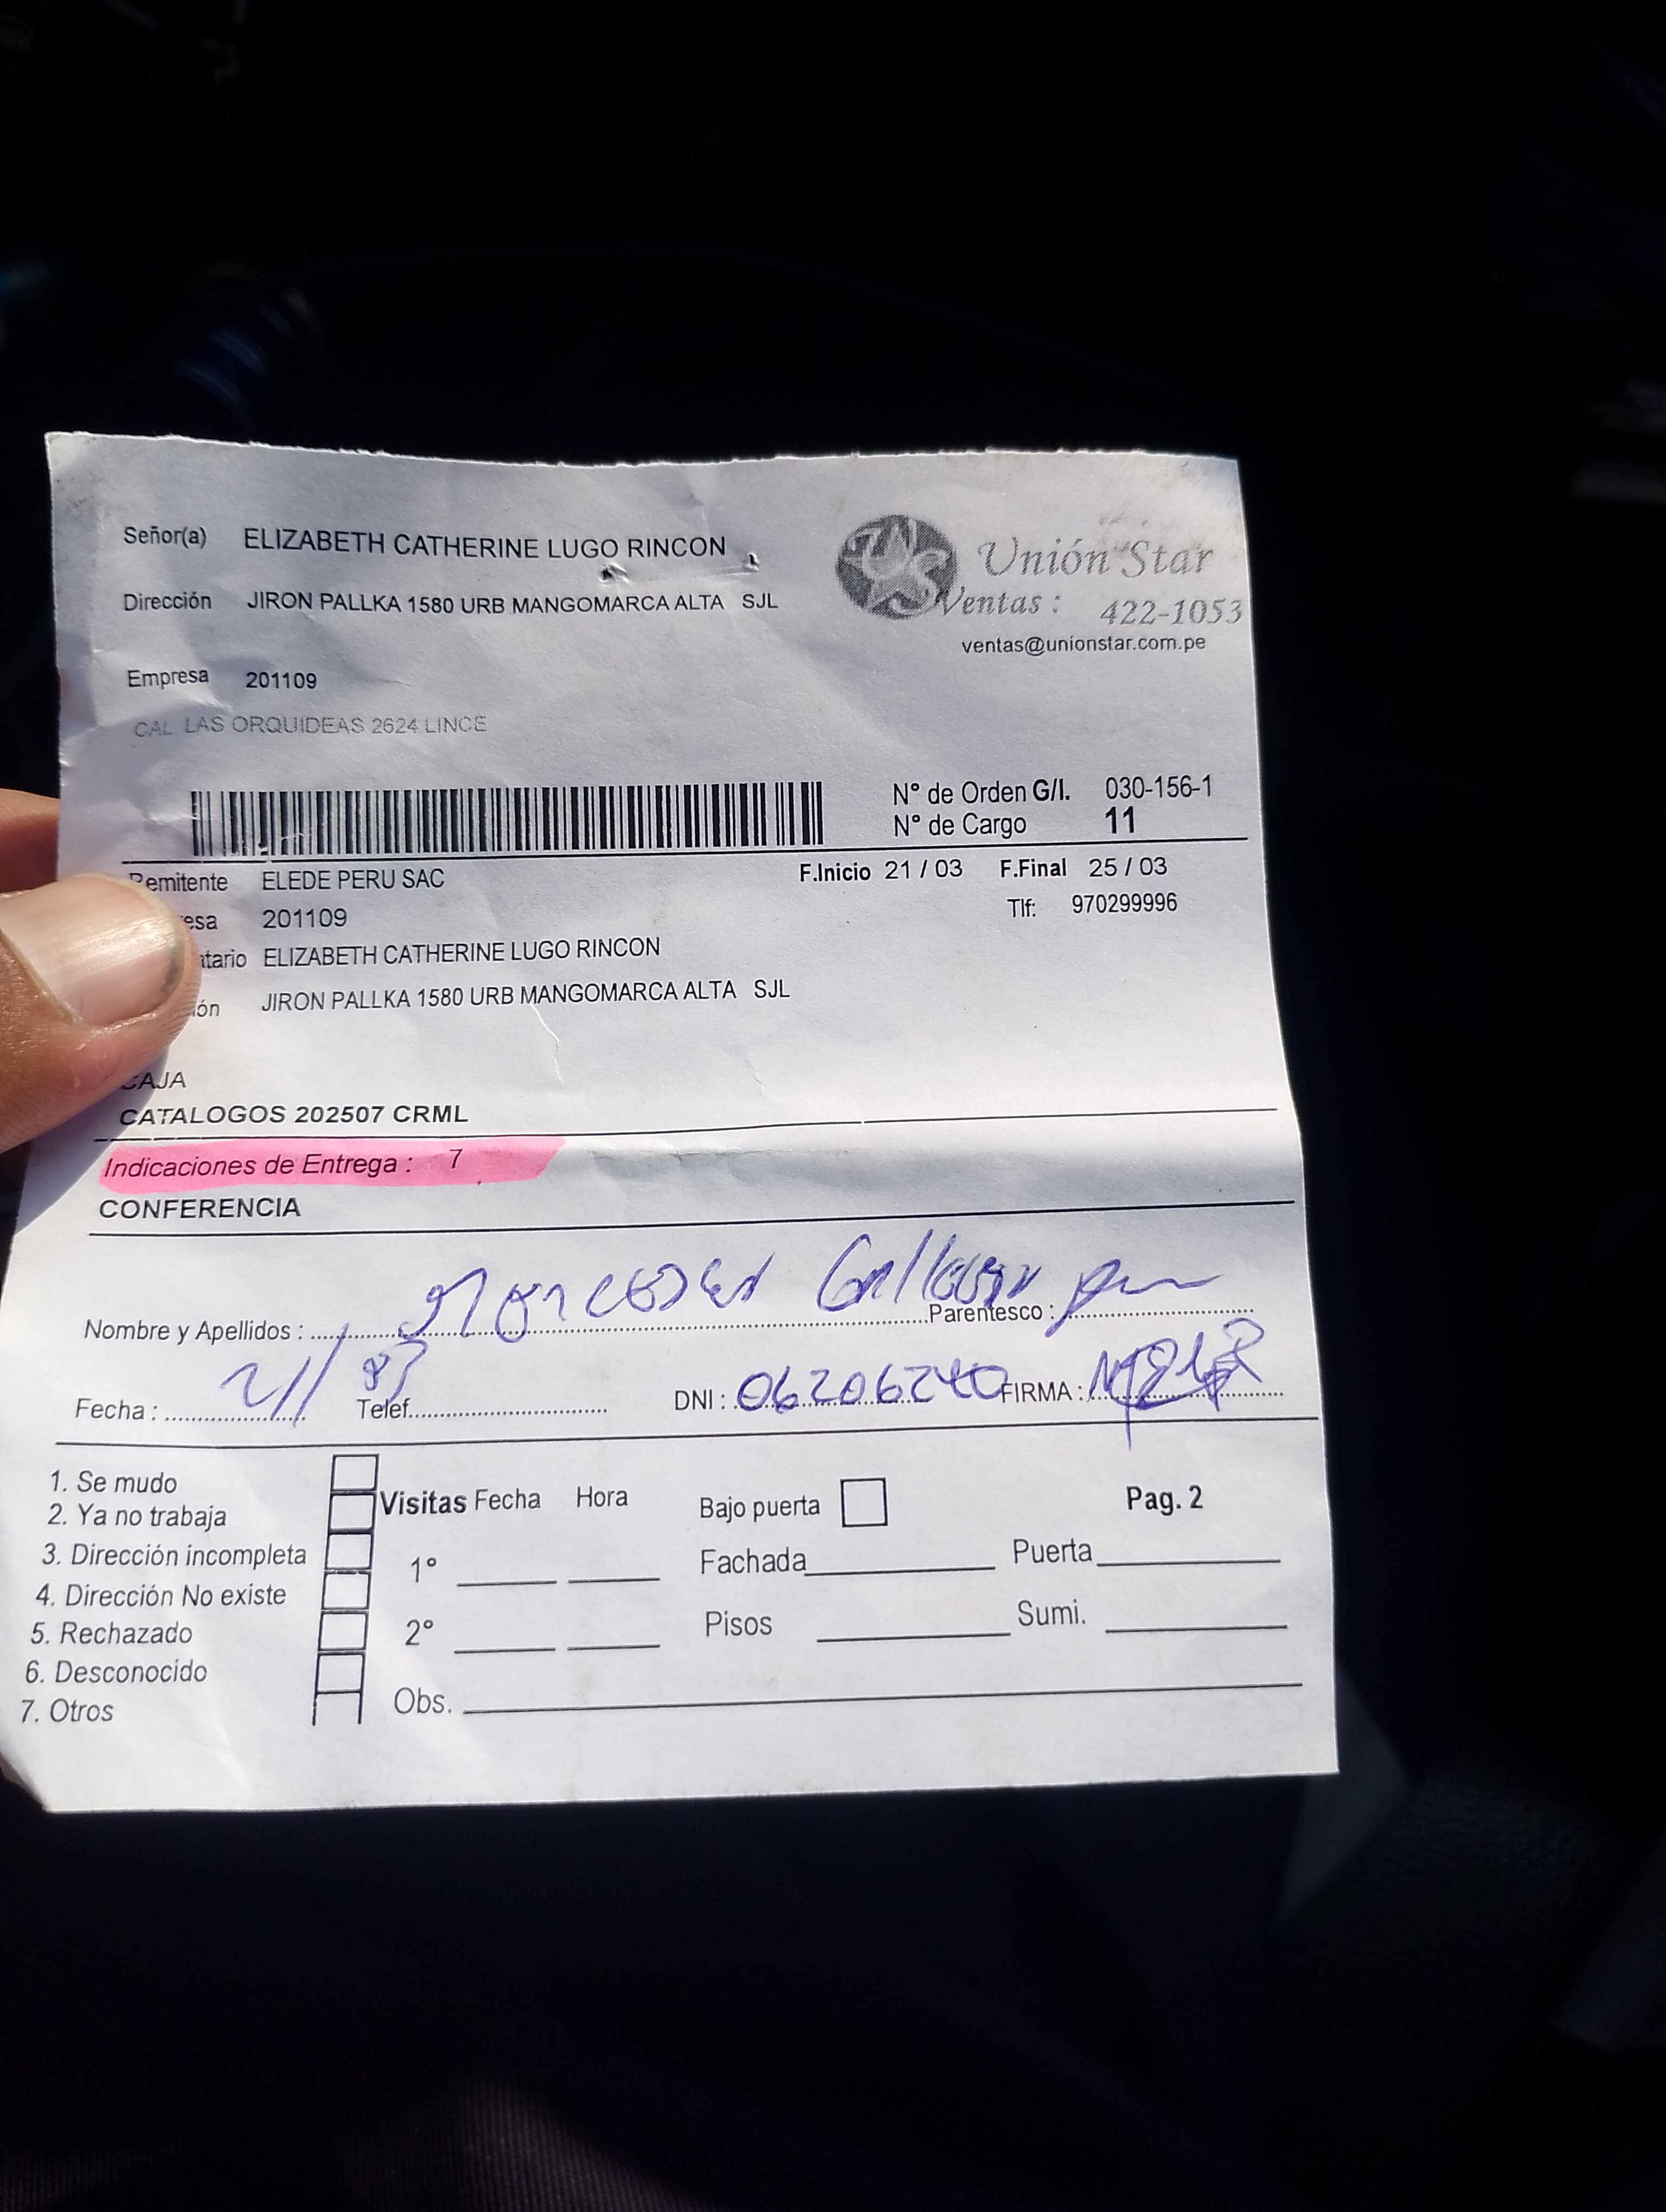 Señor(a) ELIZABETH CATHERINE LUGO RINCON
Unión Star
Dirección JIRON PALLKA 1580 URB MANGOMARCA ALTA SJL
Ventas : 422-1053
ventas@unionstar.com.pe
Empresa 201109
CAL LAS ORQUIDEAS 2624 LINCE
N° de Orden G/I. 030-156-1
N° de Cargo 11
Remitente ELEDE PERU SAC F.Inicio 21 / 03 F.Final 25 / 03
esa 201109 Tlf: 970299996
atario ELIZABETH CATHERINE LUGO RINCON
ión JIRON PALLKA 1580 URB MANGOMARCA ALTA SJL
CAJA
CATALOGOS 202507 CRML
Indicaciones de Entrega : 7
CONFERENCIA
Nombre y Apellidos : Parentesco :
Fecha : 21/ 03 Telef. DNI : 06206240 FIRMA :
1. Se mudo
2. Ya no trabaja
3. Dirección incompleta
4. Dirección No existe
5. Rechazado
6. Desconocido
7. Otros
Visitas Fecha Hora Bajo puerta Pag. 2
1° Fachada Puerta
2° Pisos Sumi.
Obs.